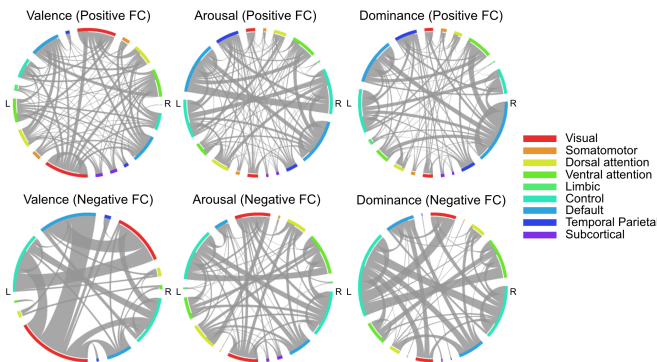 Valence (Positive FC)
Arousal (Positive FC)
Dominance (Positive FC)
L
R L
R L
R
Valence (Negative FC)
Arousal (Negative FC)
Dominance (Negative FC)
L
R L
R L
R
Visual
Somatomotor
Dorsal attention
Ventral attention
Limbic
Control
Default
Temporal Parietal
Subcortical